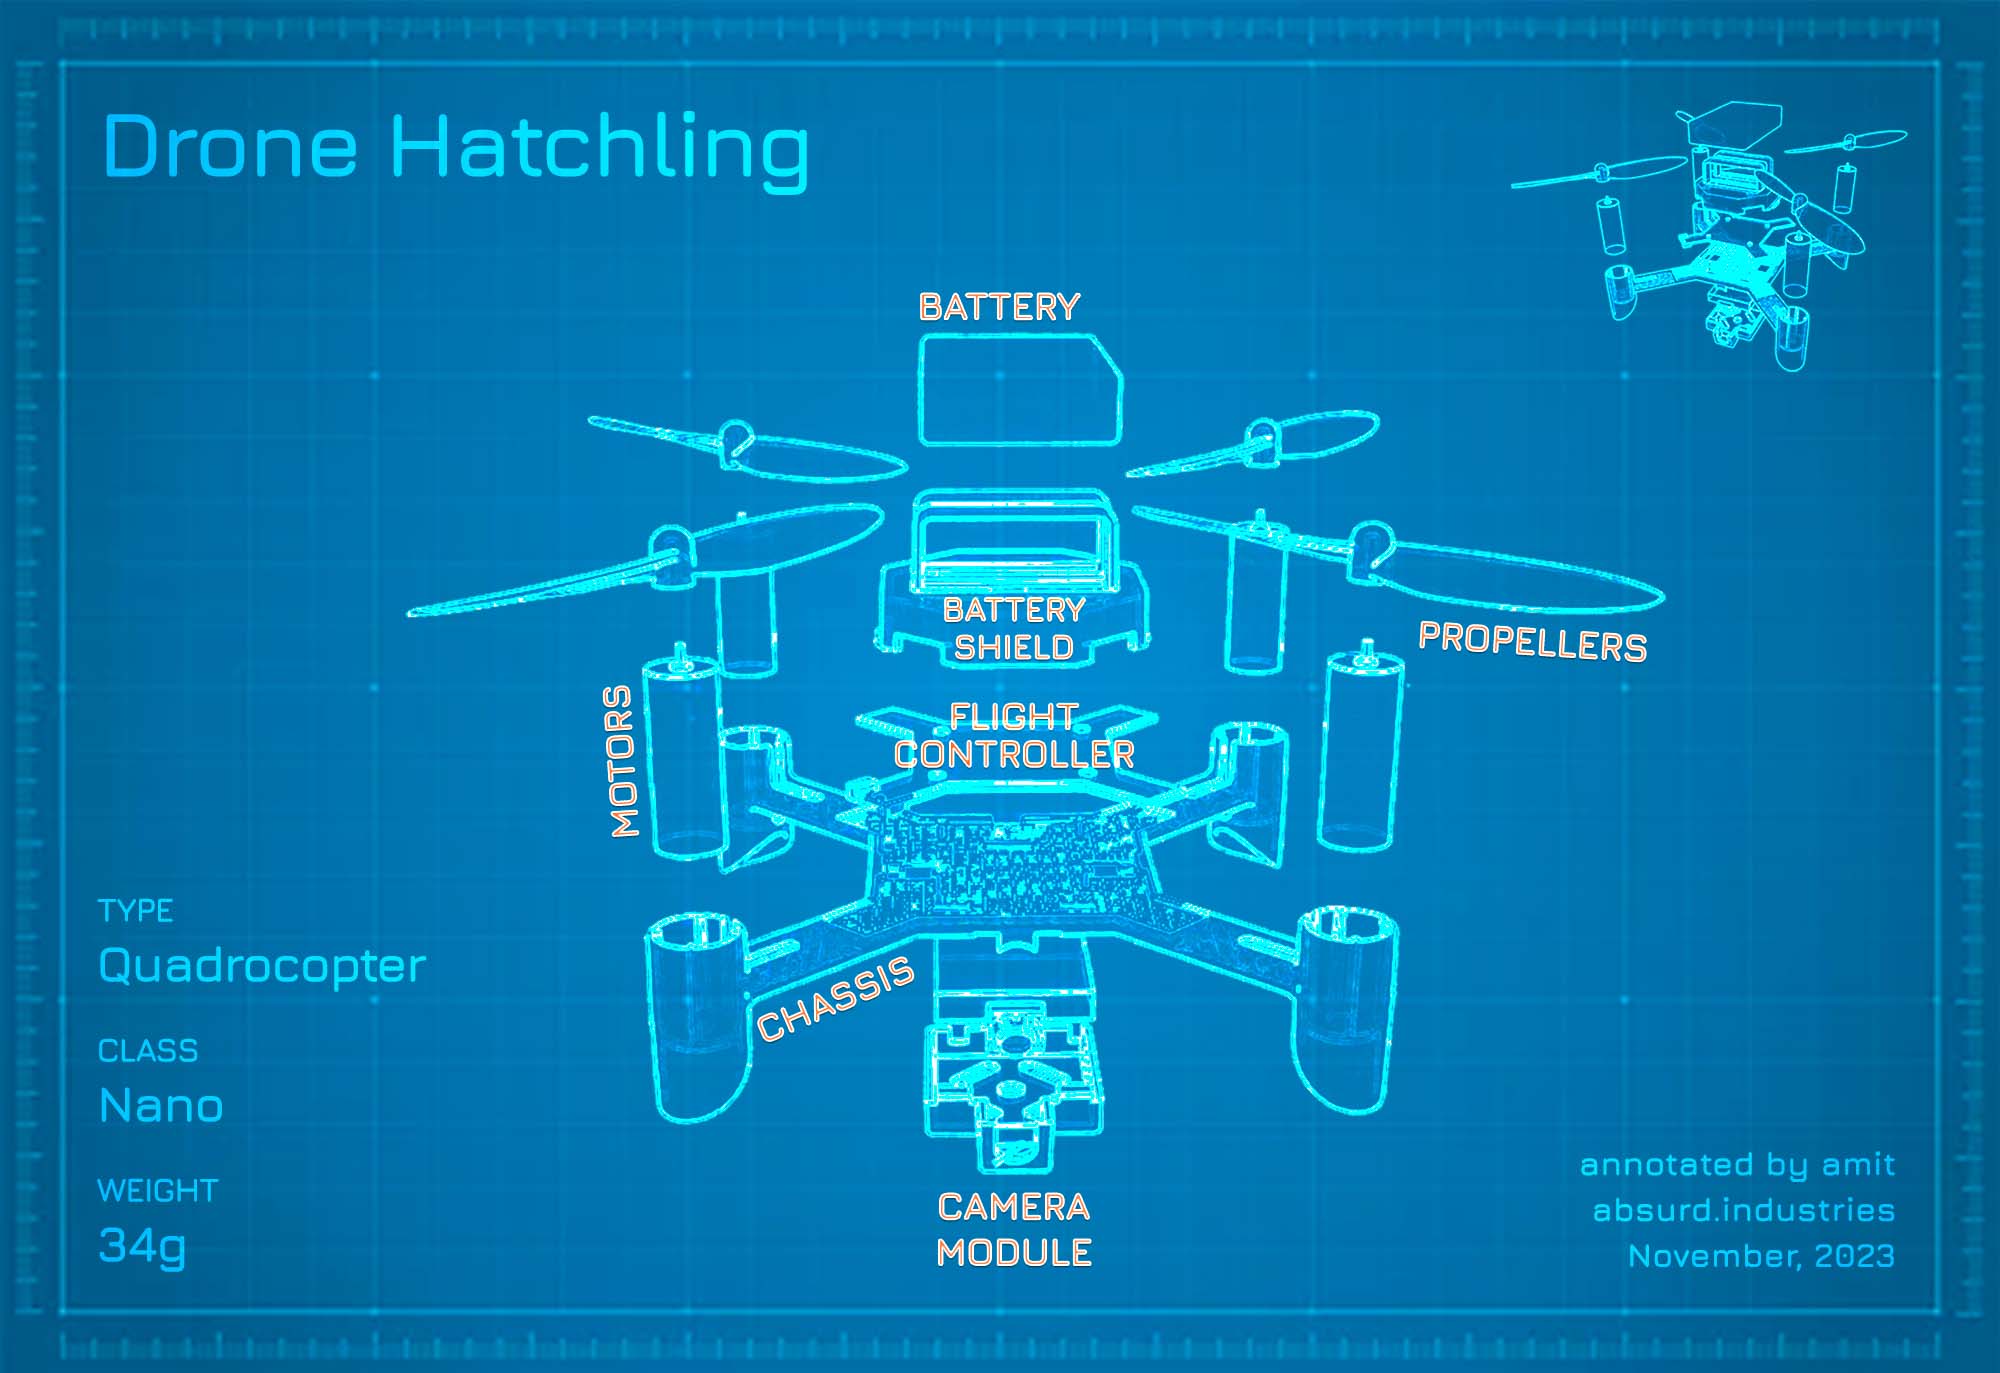 Drone Hatchling
BATTERY
BATTERY
SHIELD
PROPELLERS
MOTORS
FLIGHT
CONTROLLER
CHASSIS
CAMERA
MODULE
TYPE
Quadrocopter
CLASS
Nano
WEIGHT
34g
annotated by amit
absurd.industries
November, 2023